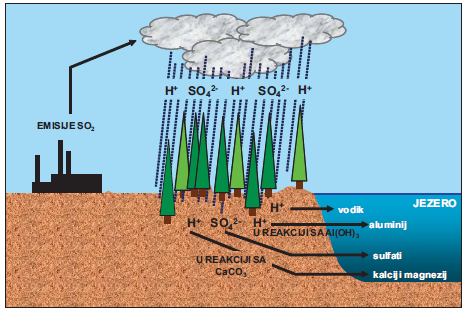 H⁺ SO₄²⁻ H⁺ SO₄²⁻ H⁺
EMISIJE SO₂
JEZERO
H⁺ vodik
H⁺ SO₄²⁻ H⁺ aluminij
U REAKCIJI SA Al(OH)₃
sulfati
U REAKCIJI SA
CaCO₃
kalcij i magnezij